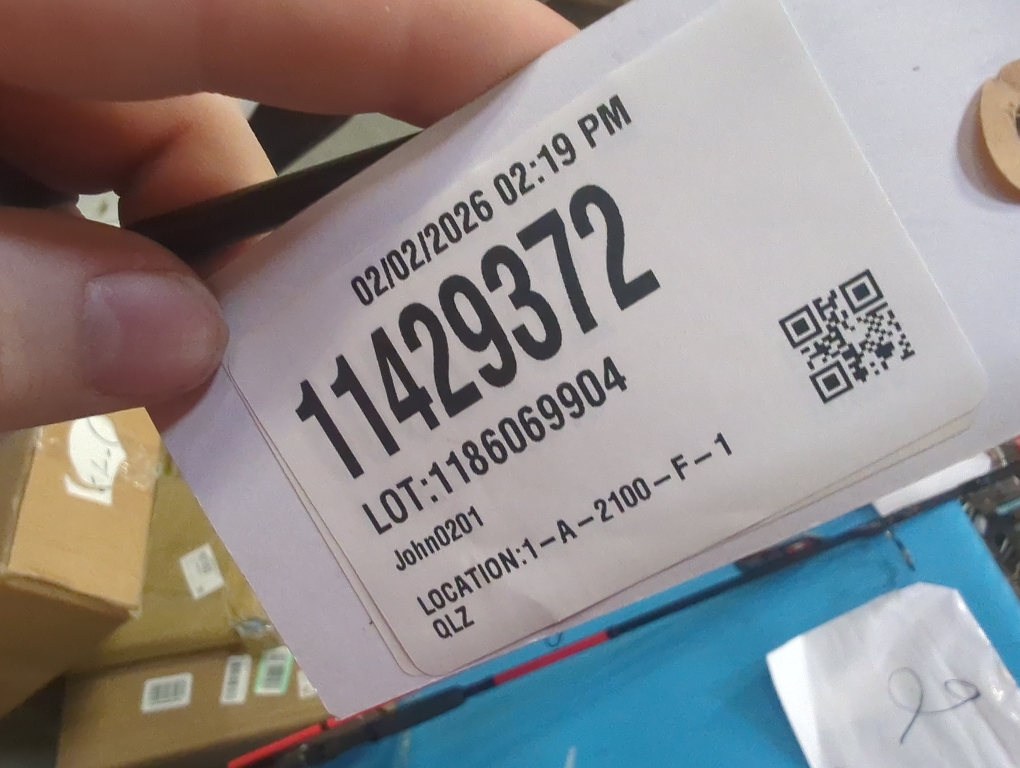 02/02/2026 02:19 PM
11429372
LOT:1186069904
John0201
LOCATION:1-A-2100-F-1
QLZ